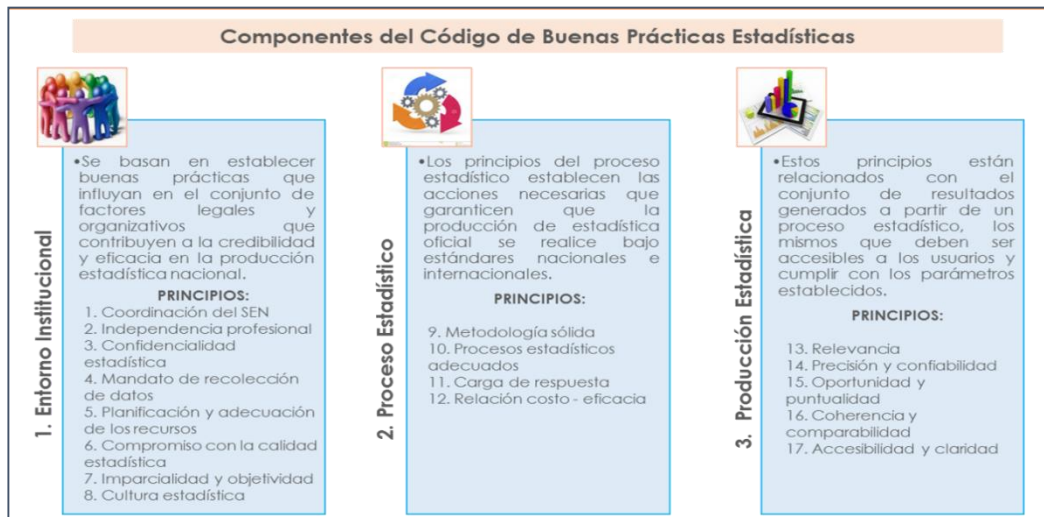 Componentes del Código de Buenas Prácticas Estadísticas
1. Entorno Institucional
•Se basan en establecer
buenas prácticas que
influyan en el conjunto de
factores legales y
organizativos que
contribuyen a la credibilidad
y eficacia en la producción
estadística nacional.
PRINCIPIOS:
1. Coordinación del SEN
2. Independencia profesional
3. Confidencialidad
estadística
4. Mandato de recolección
de datos
5. Planificación y adecuación
de los recursos
6. Compromiso con la calidad
estadística
7. Imparcialidad y objetividad
8. Cultura estadística
2. Proceso Estadístico
•Los principios del proceso
estadístico establecen las
acciones necesarias que
garanticen que la
producción de estadística
oficial se realice bajo
estándares nacionales e
internacionales.
PRINCIPIOS:
9. Metodología sólida
10. Procesos estadísticos
adecuados
11. Carga de respuesta
12. Relación costo - eficacia
3. Producción Estadística
•Estos principios están
relacionados con el
conjunto de resultados
generados a partir de un
proceso estadístico, los
mismos que deben ser
accesibles a los usuarios y
cumplir con los parámetros
establecidos.
PRINCIPIOS:
13. Relevancia
14. Precisión y confiabilidad
15. Oportunidad y
puntualidad
16. Coherencia y
comparabilidad
17. Accesibilidad y claridad